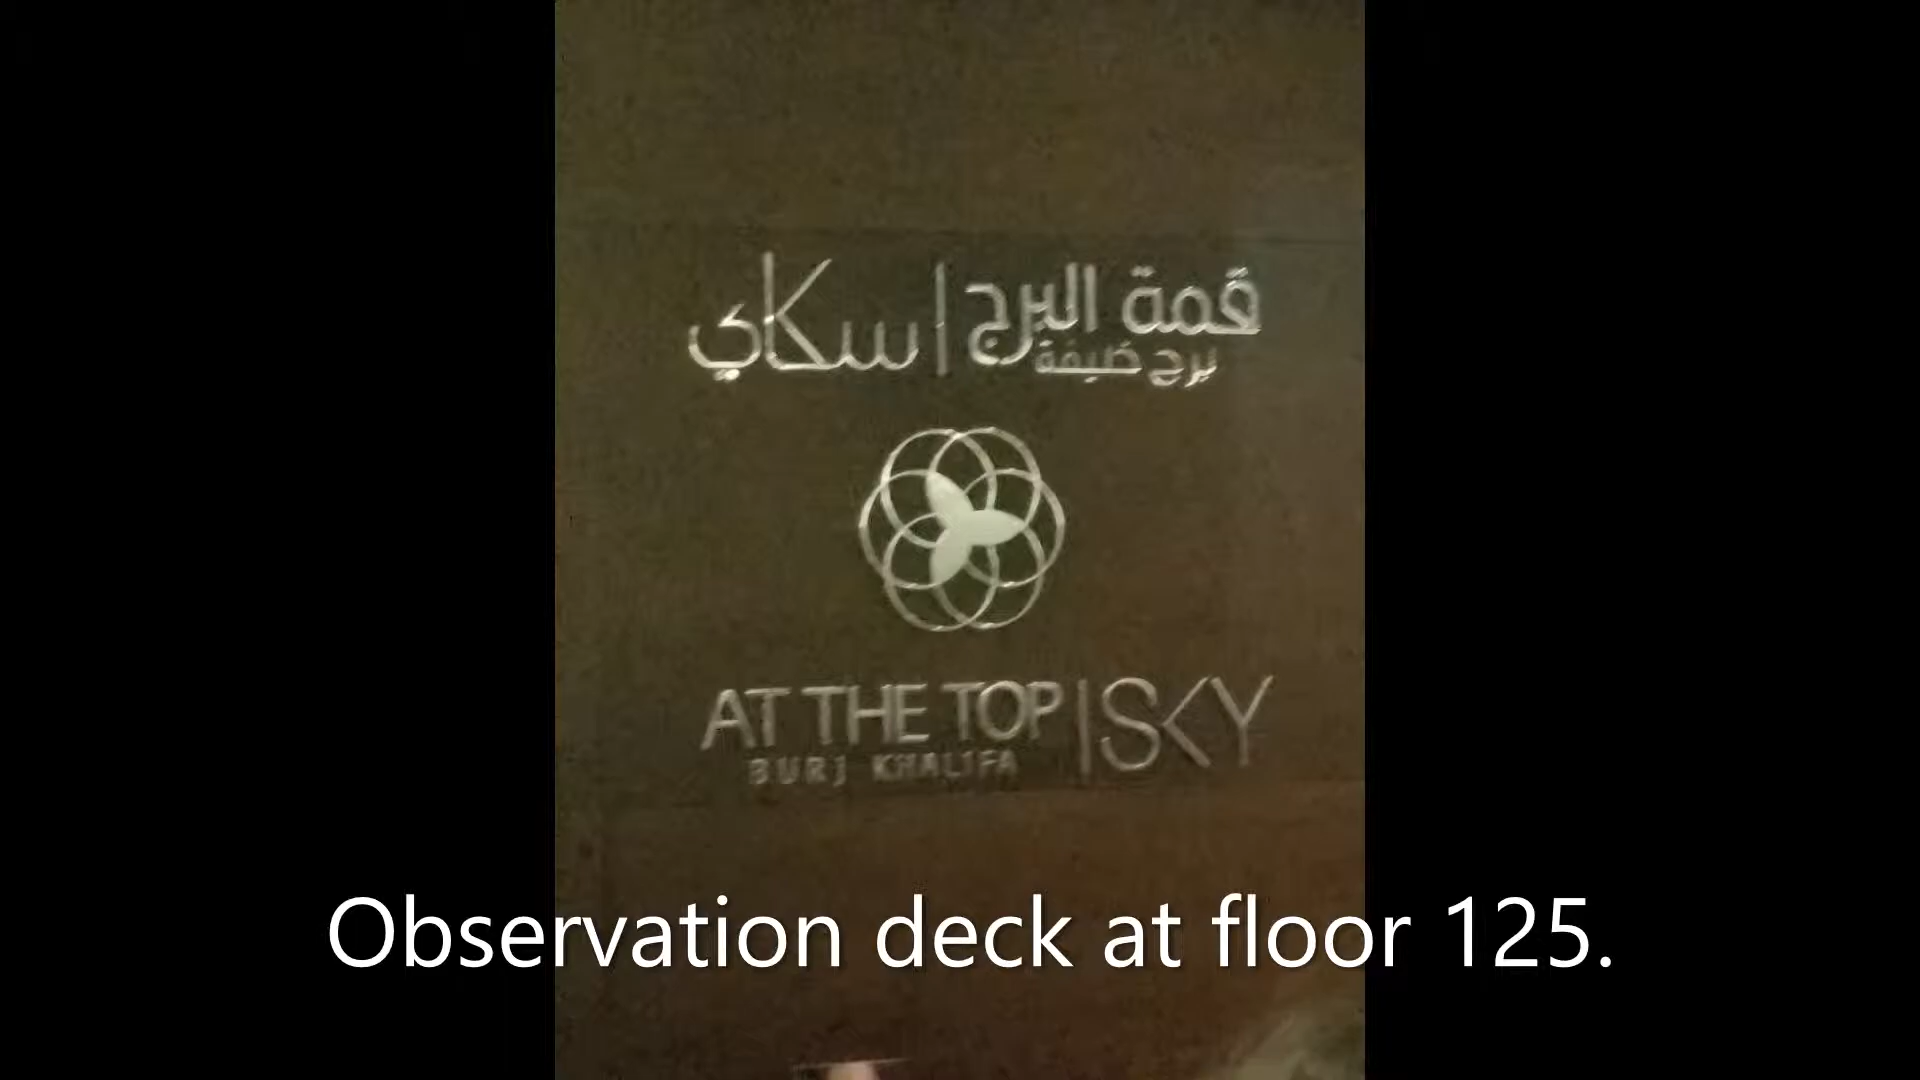 قمة البرج | سكاي
برج خليفة
AT THE TOP | SKY
BURJ KHALIFA
Observation deck at floor 125.